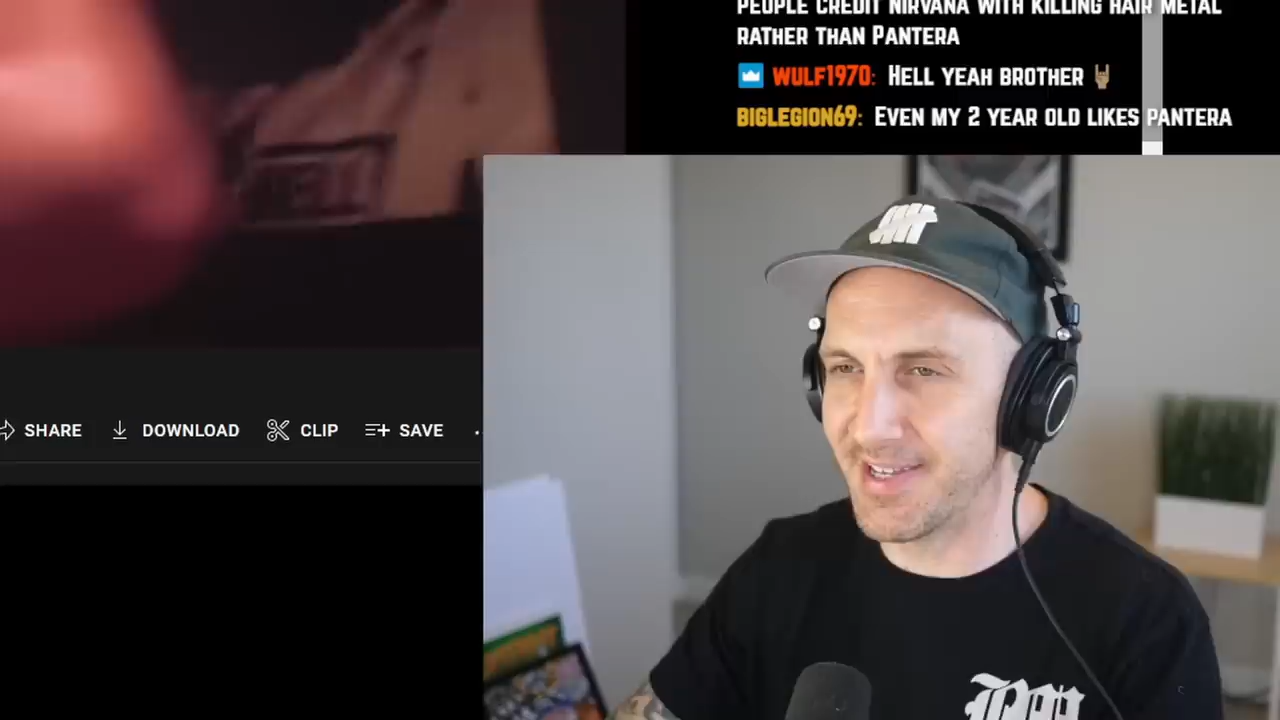 PEOPLE CREDIT NIRVANA WITH KILLING HAIR METAL
RATHER THAN PANTERA
WULF1970: HELL YEAH BROTHER 🤘🏽
BIGLEGION69: EVEN MY 2 YEAR OLD LIKES PANTERA
SHARE DOWNLOAD CLIP SAVE